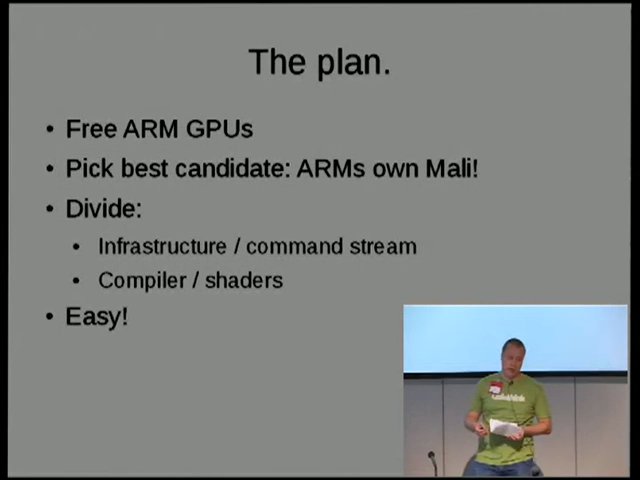 The plan.
• Free ARM GPUs
• Pick best candidate: ARMs own Mali!
• Divide:
• Infrastructure / command stream
• Compiler / shaders
• Easy!